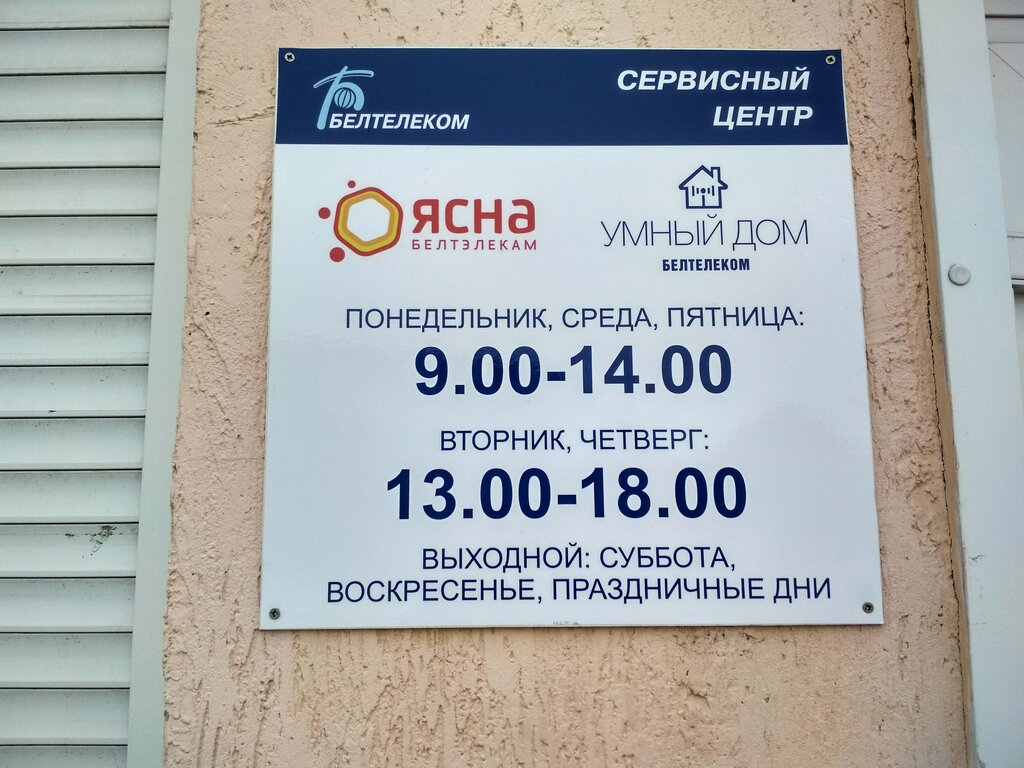 БЕЛТЕЛЕКОМ
СЕРВИСНЫЙ
ЦЕНТР
ЯСНА
БЕЛТЭЛЕКАМ
УМНЫЙ ДОМ
БЕЛТЕЛЕКОМ
ПОНЕДЕЛЬНИК, СРЕДА, ПЯТНИЦА:
9.00-14.00
ВТОРНИК, ЧЕТВЕРГ:
13.00-18.00
ВЫХОДНОЙ: СУББОТА,
ВОСКРЕСЕНЬЕ, ПРАЗДНИЧНЫЕ ДНИ